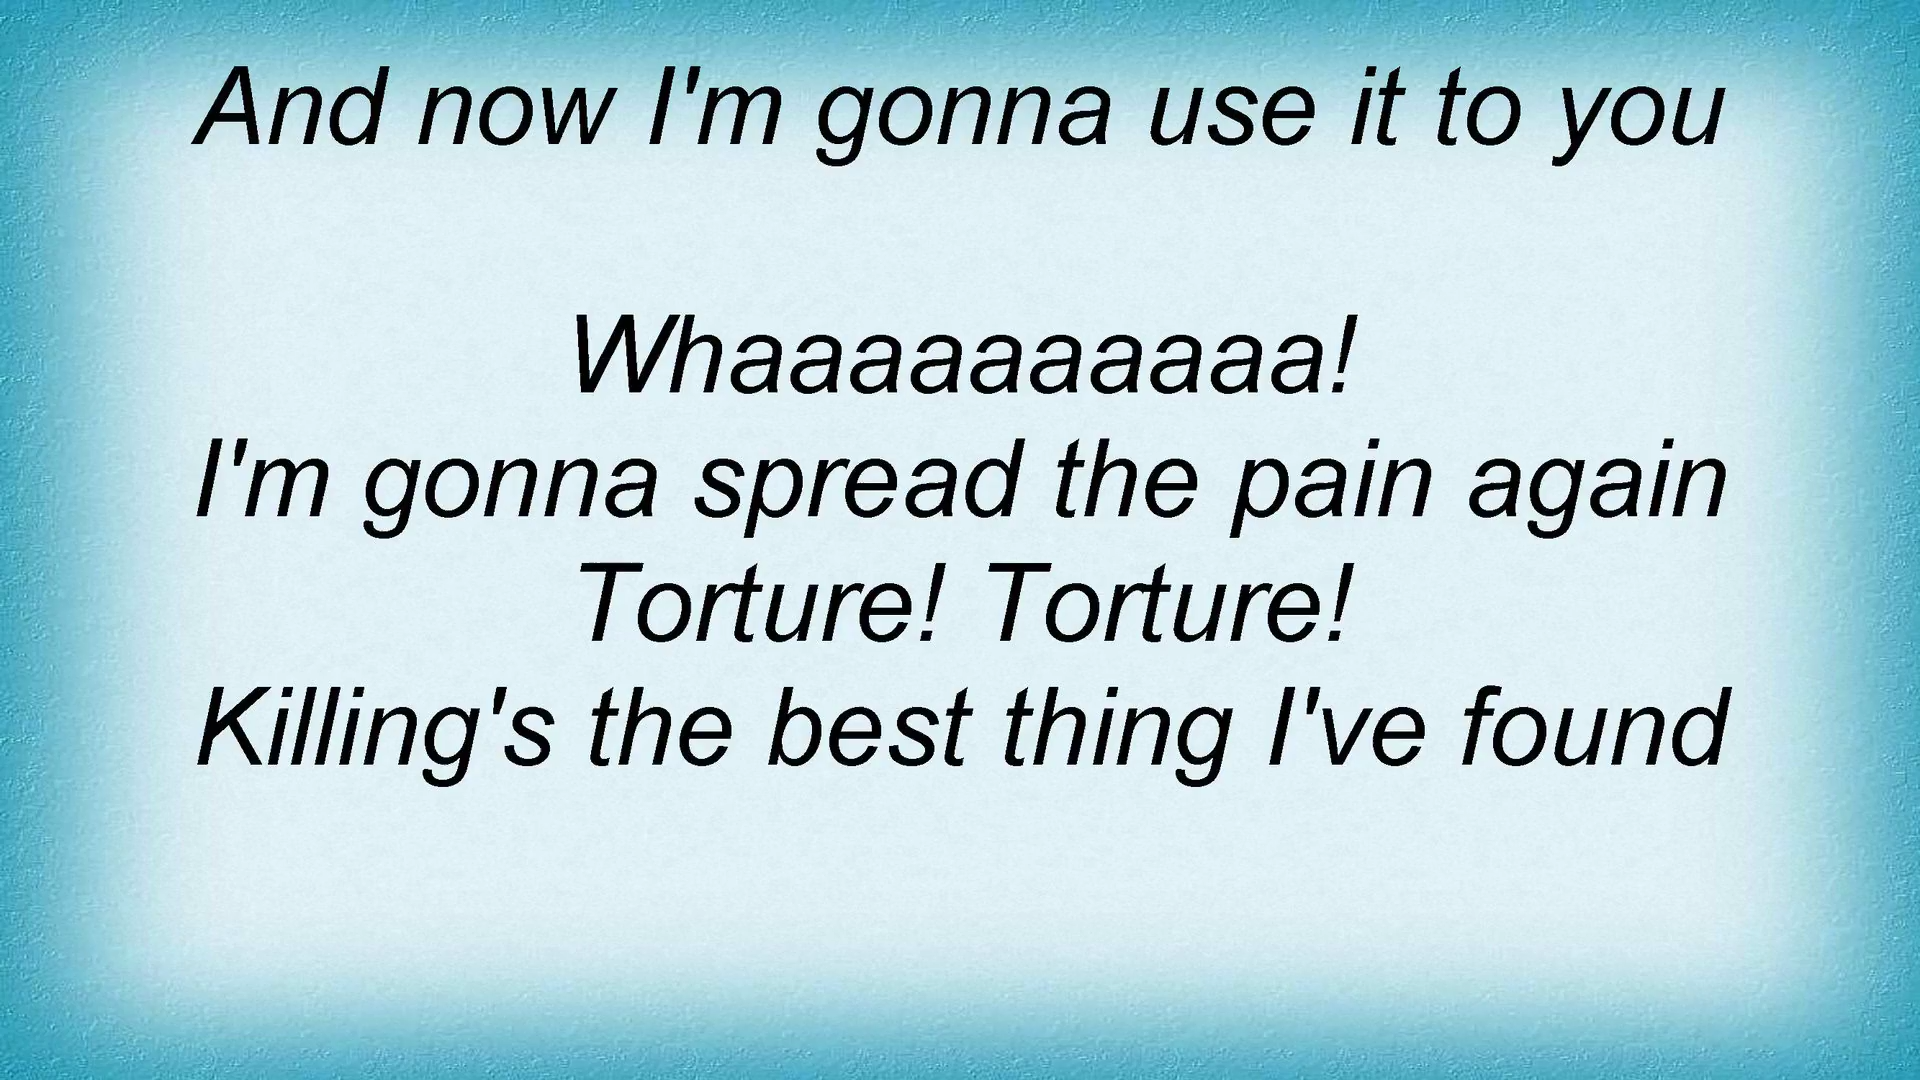 And now I'm gonna use it to you
Whaaaaaaaaaa!
I'm gonna spread the pain again
Torture! Torture!
Killing's the best thing I've found